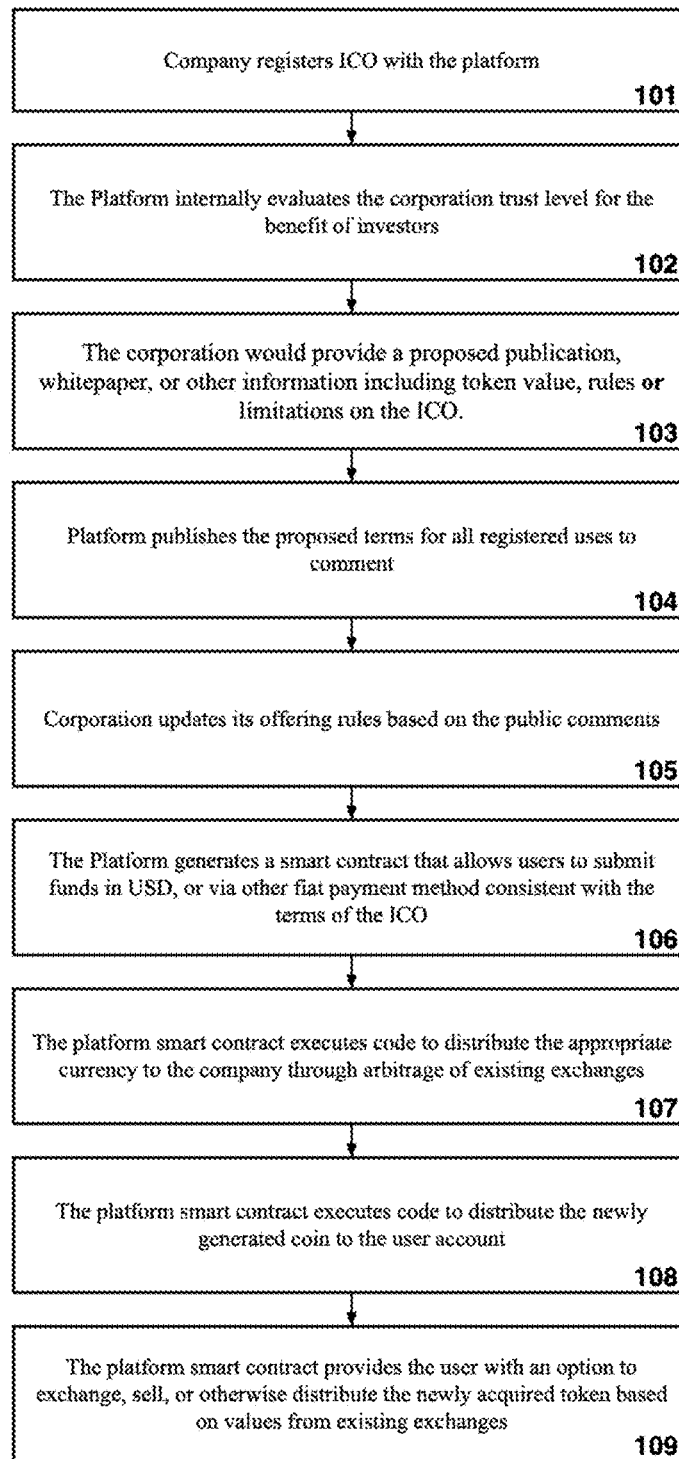 Company registers ICO with the platform
101
The Platform internally evaluates the corporation trust level for the
benefit of investors
102
The corporation would provide a proposed publication,
whitepaper, or other information including token value, rules or
limitations on the ICO.
103
Platform publishes the proposed terms for all registered uses to
comment
104
Corporation updates its offering rules based on the public comments
105
The Platform generates a smart contract that allows users to submit
funds in USD, or via other fiat payment method consistent with the
terms of the ICO
106
The platform smart contract executes code to distribute the appropriate
currency to the company through arbitrage of existing exchanges
107
The platform smart contract executes code to distribute the newly
generated coin to the user account
108
The platform smart contract provides the user with an option to
exchange, sell, or otherwise distribute the newly acquired token based
on values from existing exchanges
109